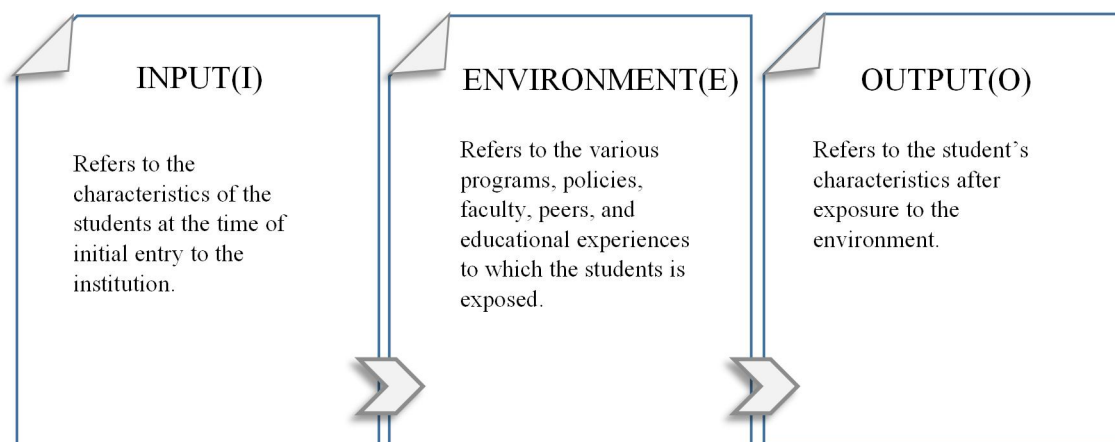 INPUT(I)
Refers to the
characteristics of the
students at the time of
initial entry to the
institution.
ENVIRONMENT(E)
Refers to the various
programs, policies,
faculty, peers, and
educational experiences
to which the students is
exposed.
OUTPUT(O)
Refers to the student’s
characteristics after
exposure to the
environment.